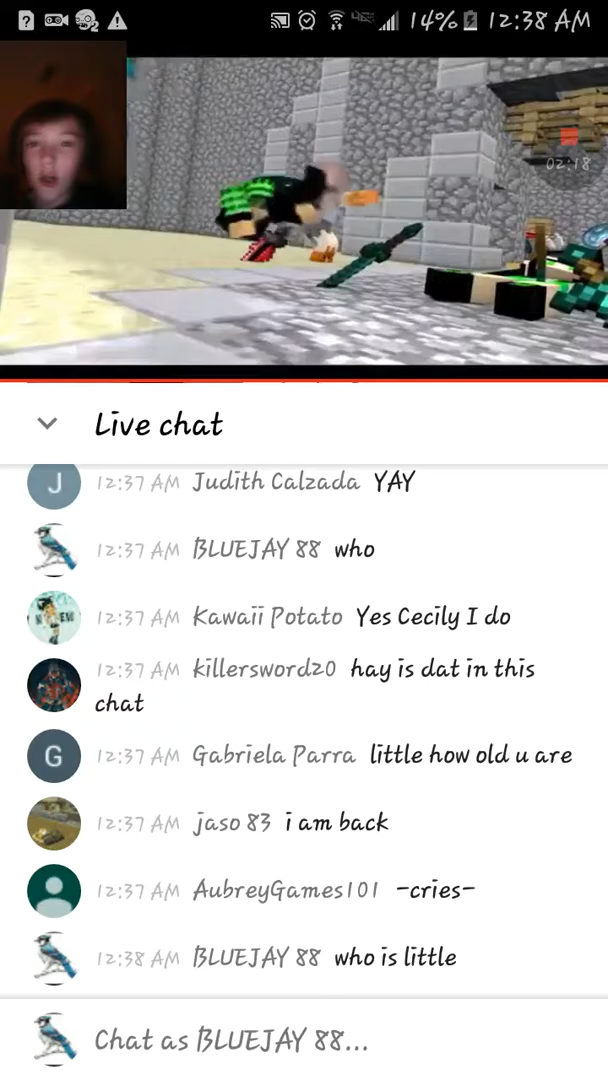 14% 12:38 AM
02:18
Live chat
12:37 AM Judith Calzada YAY
12:37 AM BLUEJAY 88 who
12:37 AM Kawaii Potato Yes Cecily I do
12:37 AM killersword20 hay is dat in this
chat
12:37 AM Gabriela Parra little how old u are
12:37 AM jaso 83 i am back
12:37 AM AubreyGames101 -cries-
12:38 AM BLUEJAY 88 who is little
Chat as BLUEJAY 88...
J
G